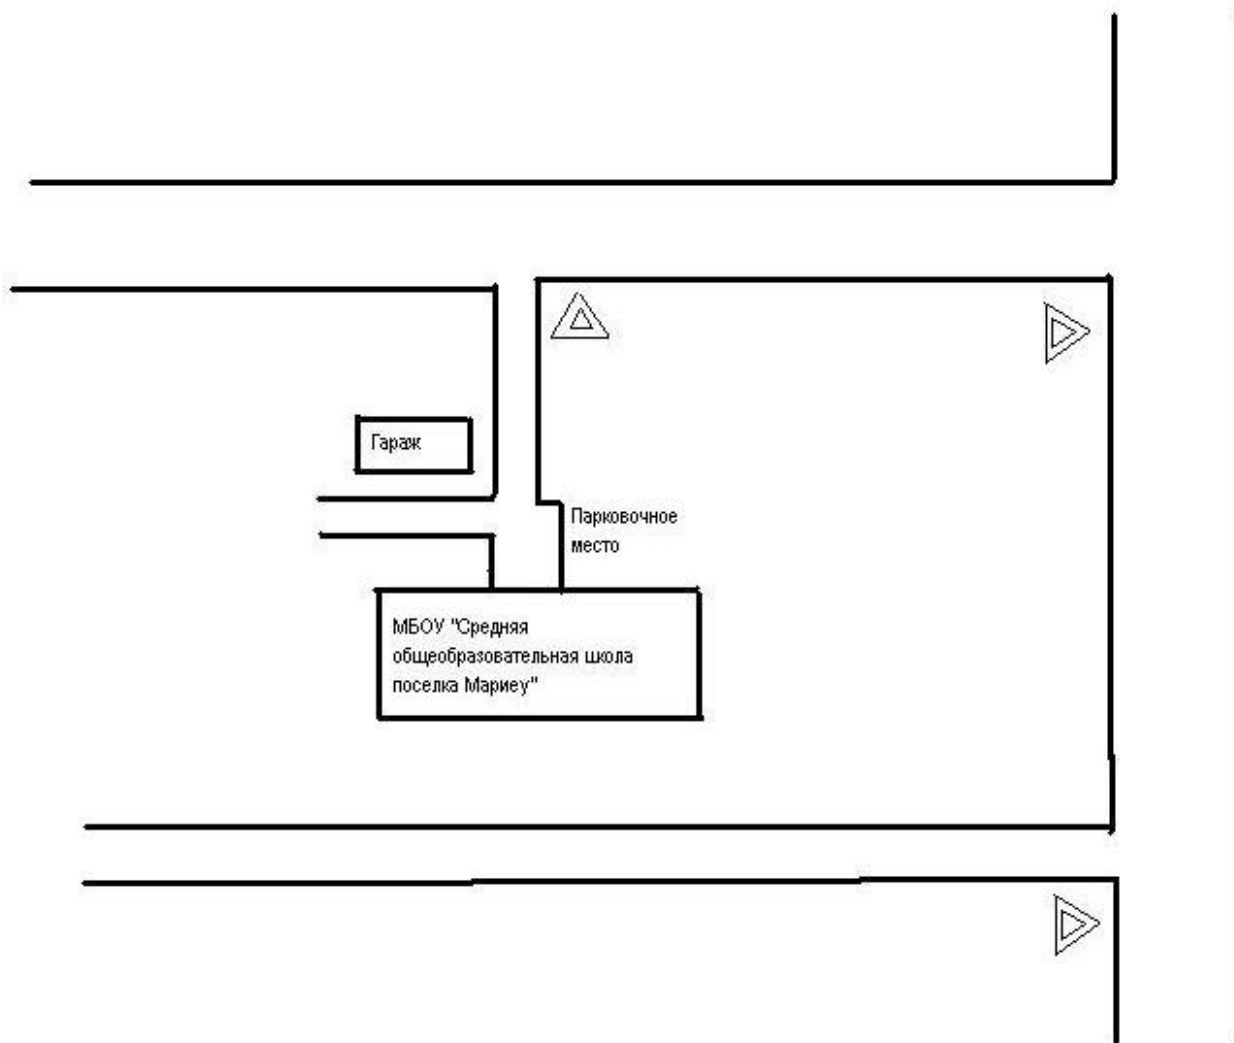 Гараж
Парковочное
место
МБОУ "Средняя
общеобразовательная школа
поселка Мариеу"